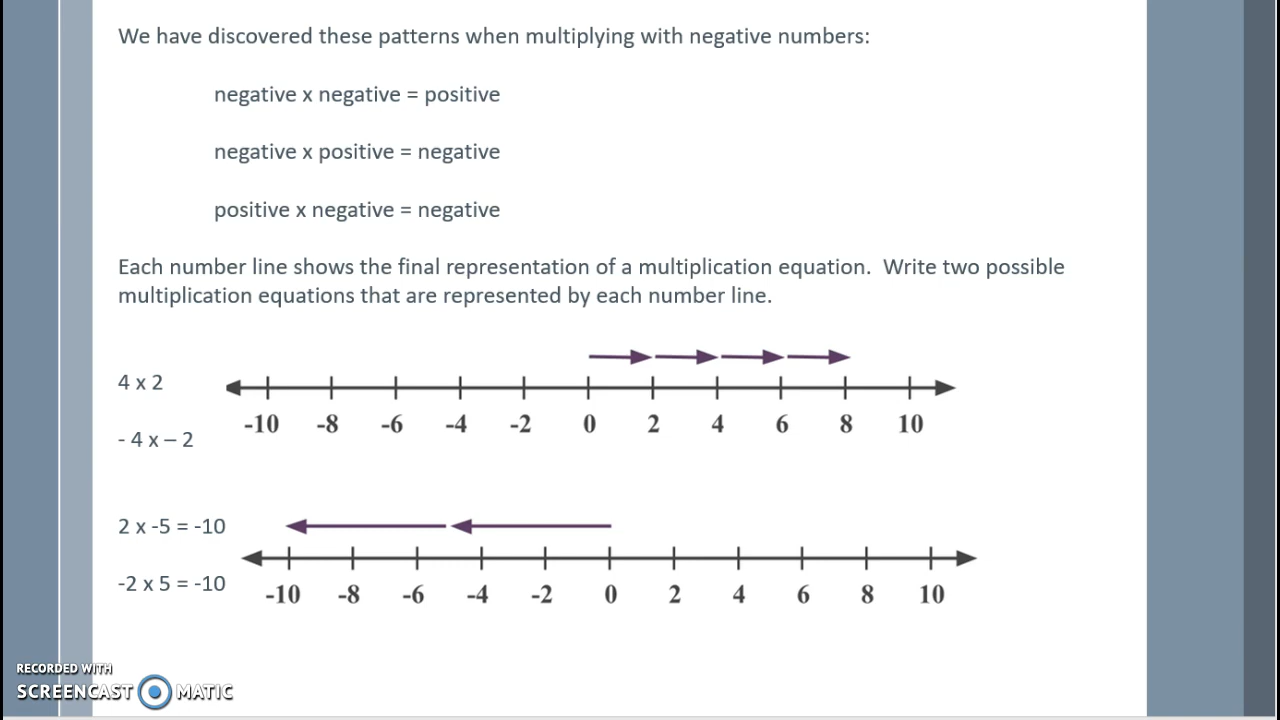 We have discovered these patterns when multiplying with negative numbers:
negative x negative = positive
negative x positive = negative
positive x negative = negative
Each number line shows the final representation of a multiplication equation.  Write two possible
multiplication equations that are represented by each number line.
4 x 2
-10 -8 -6 -4 -2 0 2 4 6 8 10
- 4 x – 2
2 x -5 = -10
-2 x 5 = -10
-10 -8 -6 -4 -2 0 2 4 6 8 10
RECORDED WITH
SCREENCAST MATIC